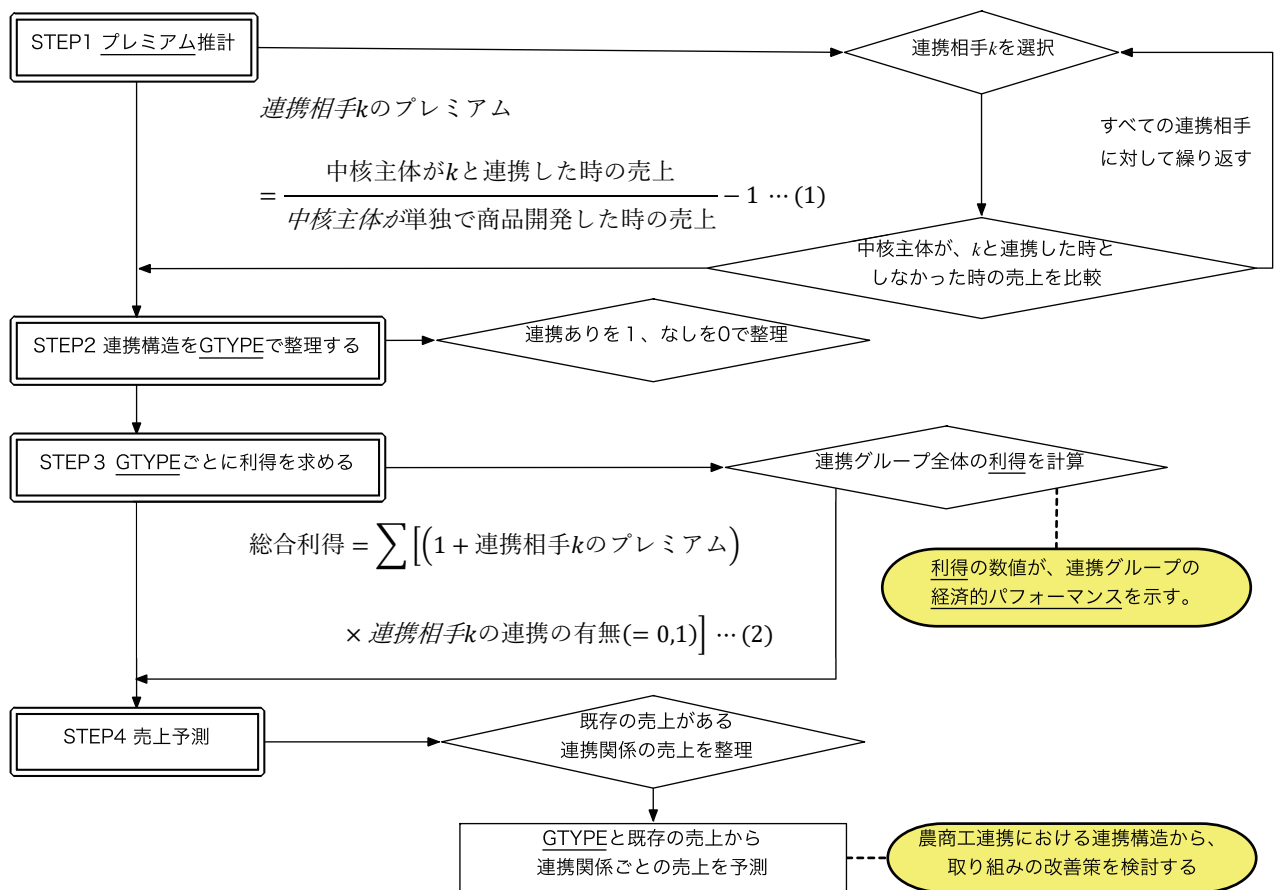 STEP1 プレミアム推計
連携相手kを選択
すべての連携相手
に対して繰り返す
連携相手kのプレミアム
中核主体がkと連携した時の売上
= ― − 1 …(1)
中核主体が単独で商品開発した時の売上
中核主体が、kと連携した時と
しなかった時の売上を比較
STEP2 連携構造をGTYPEで整理する
連携ありを1、なしを0で整理
STEP3 GTYPEごとに利得を求める
連携グループ全体の利得を計算
総合利得 = ∑ [(1 + 連携相手kのプレミアム)
× 連携相手kの連携の有無(= 0,1)] …(2)
利得の数値が、連携グループの
経済的パフォーマンスを示す。
STEP4 売上予測
既存の売上がある
連携関係の売上を整理
GTYPEと既存の売上から
連携関係ごとの売上を予測
農商工連携における連携構造から、
取り組みの改善策を検討する